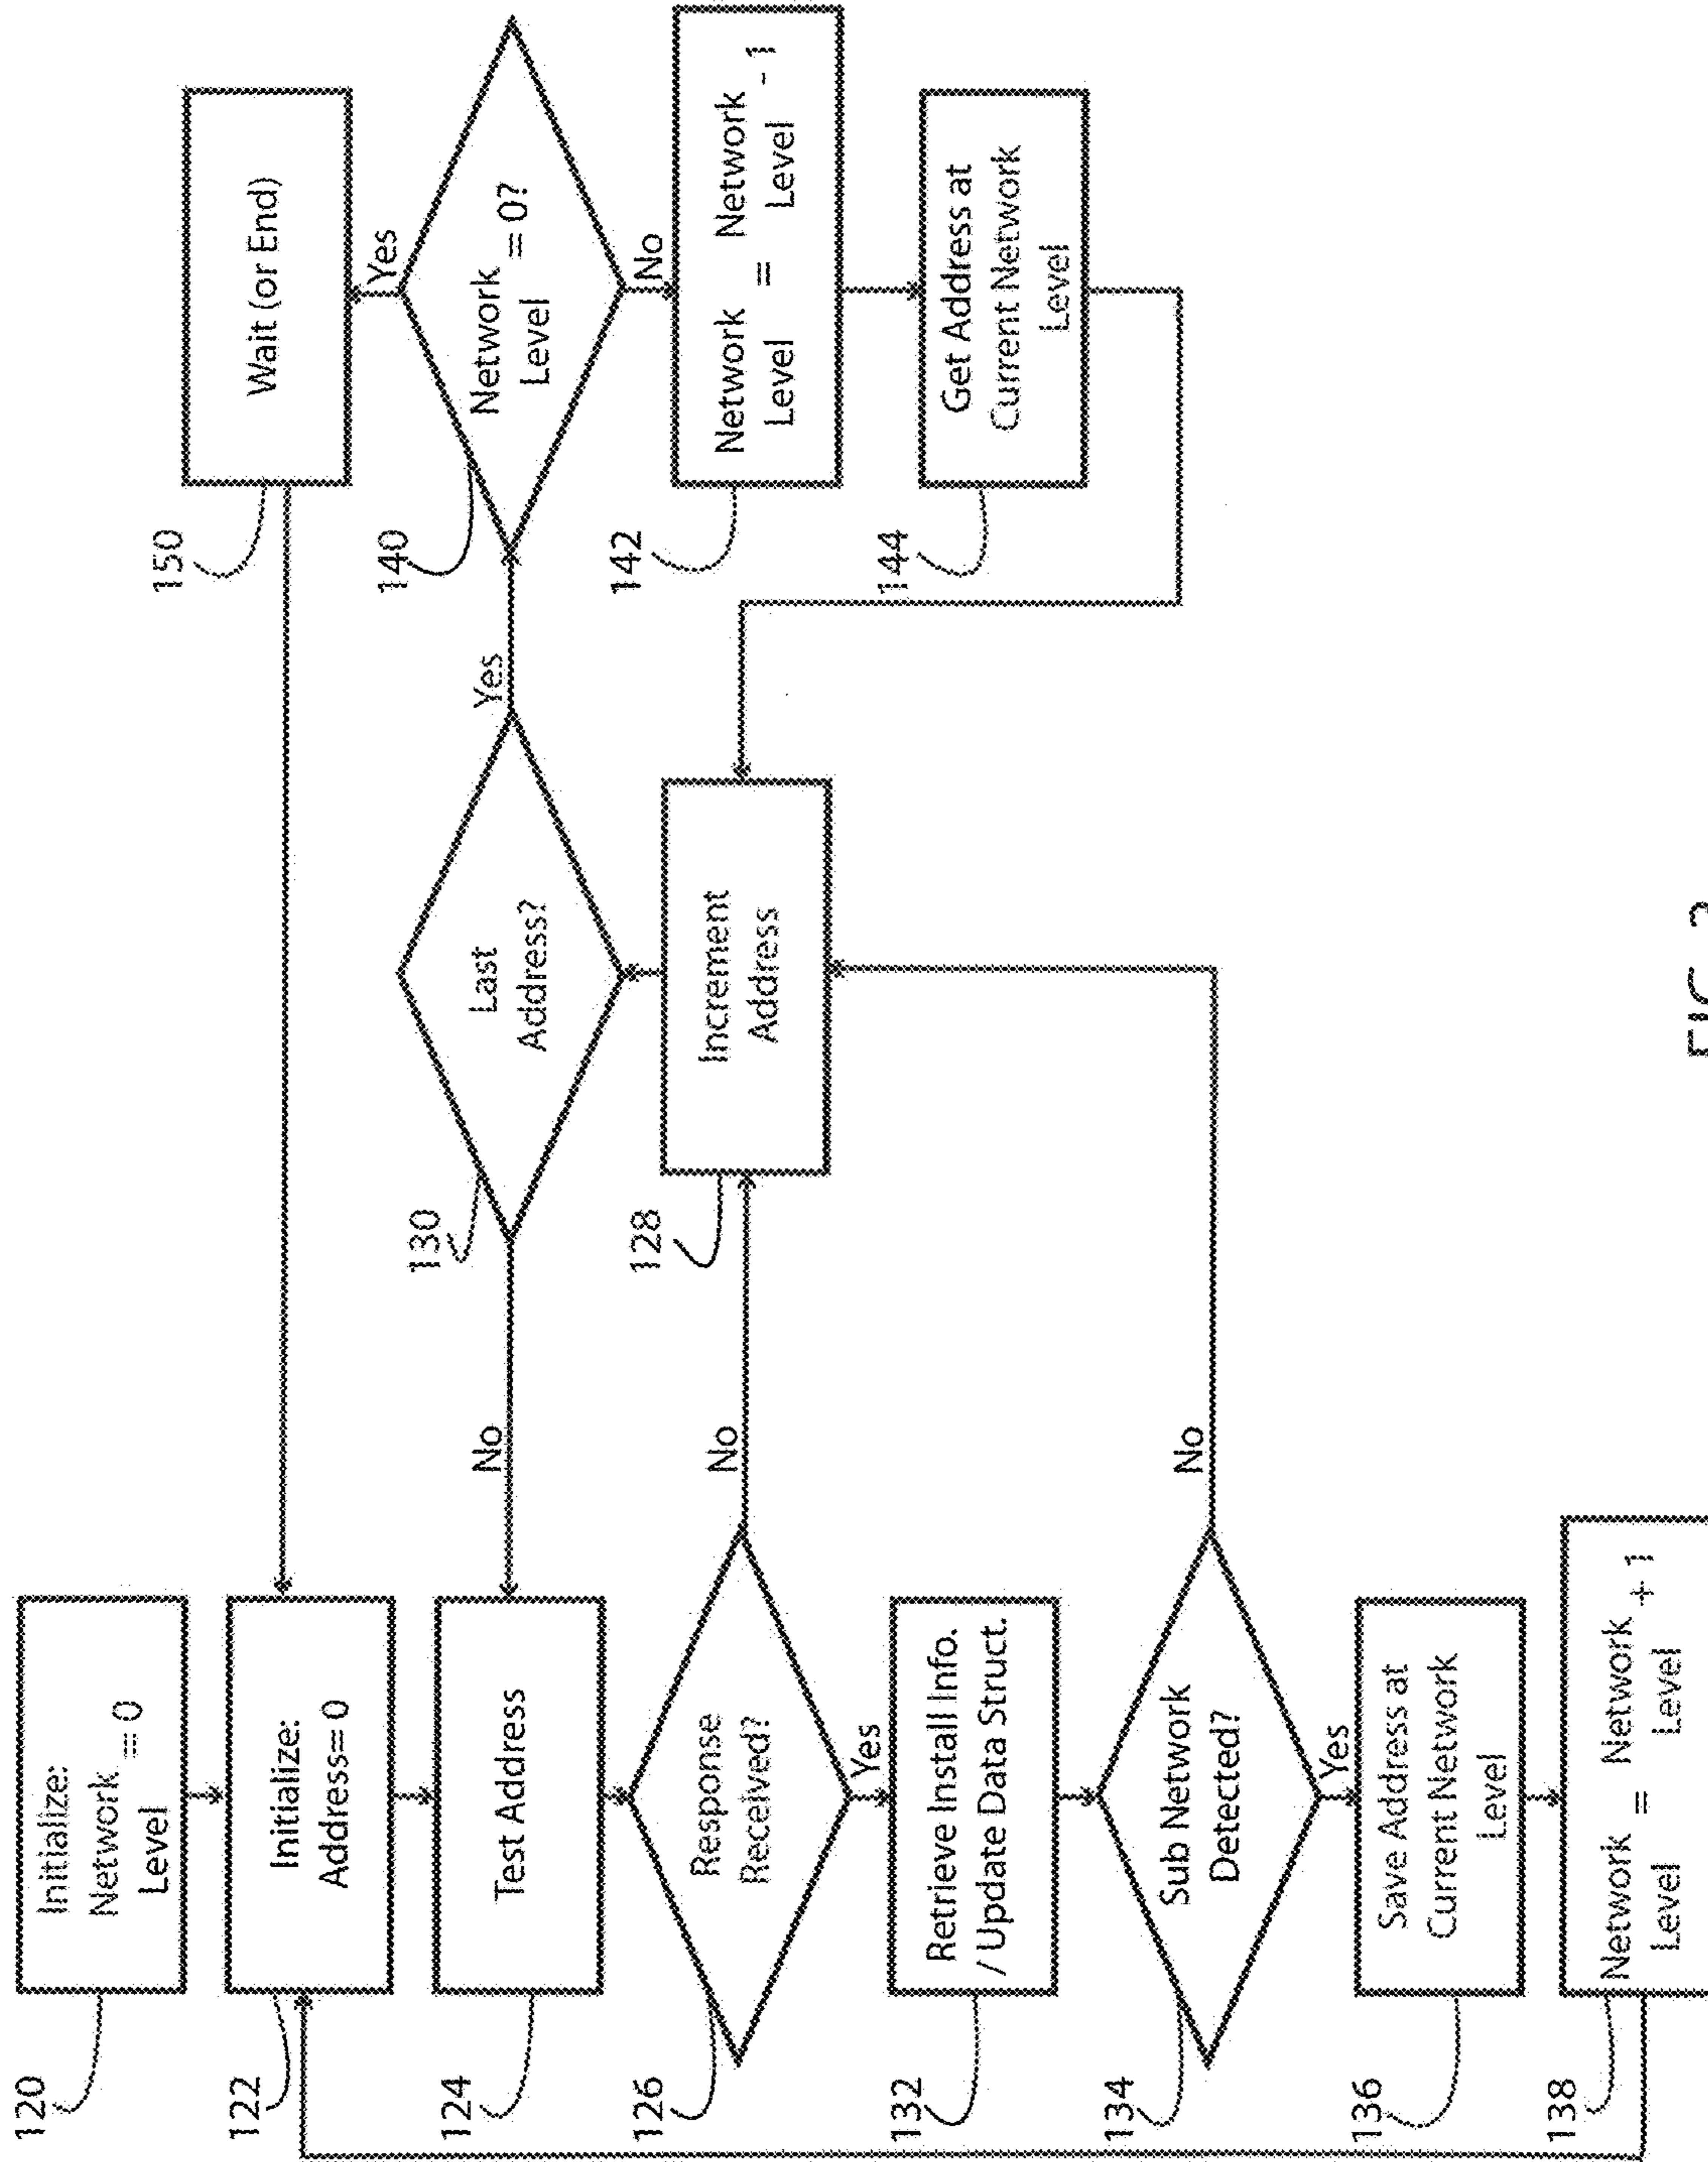 120
Initialize:
Network = 0
Level
122
Initialize:
Address= 0
124
Test Address
126
Response
Received?
No
Yes
132
Retrieve Install Info.
/ Update Data Struct.
134
Sub Network
Detected?
No
Yes
136
Save Address at
Current Network
Level
138
Network = Network + 1
Level Level
130
Last
Address?
No
Yes
128
Increment
Address
150
Wait (or End)
140
Network = 0?
Level
Yes
No
142
Network = Network - 1
Level Level
144
Get Address at
Current Network
Level
FIG.